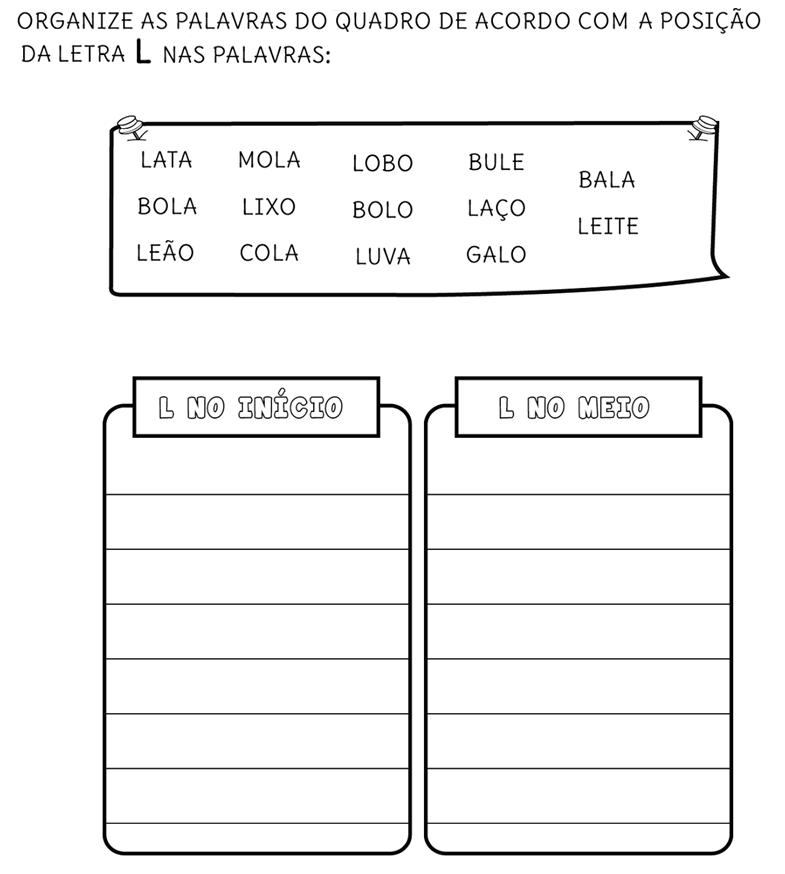 ORGANIZE AS PALAVRAS DO QUADRO DE ACORDO COM A POSIÇÃO
DA LETRA L NAS PALAVRAS:
LATA MOLA LOBO BULE BALA
BOLA LIXO BOLO LAÇO LEITE
LEÃO COLA LUVA GALO
L NO INÍCIO
L NO MEIO